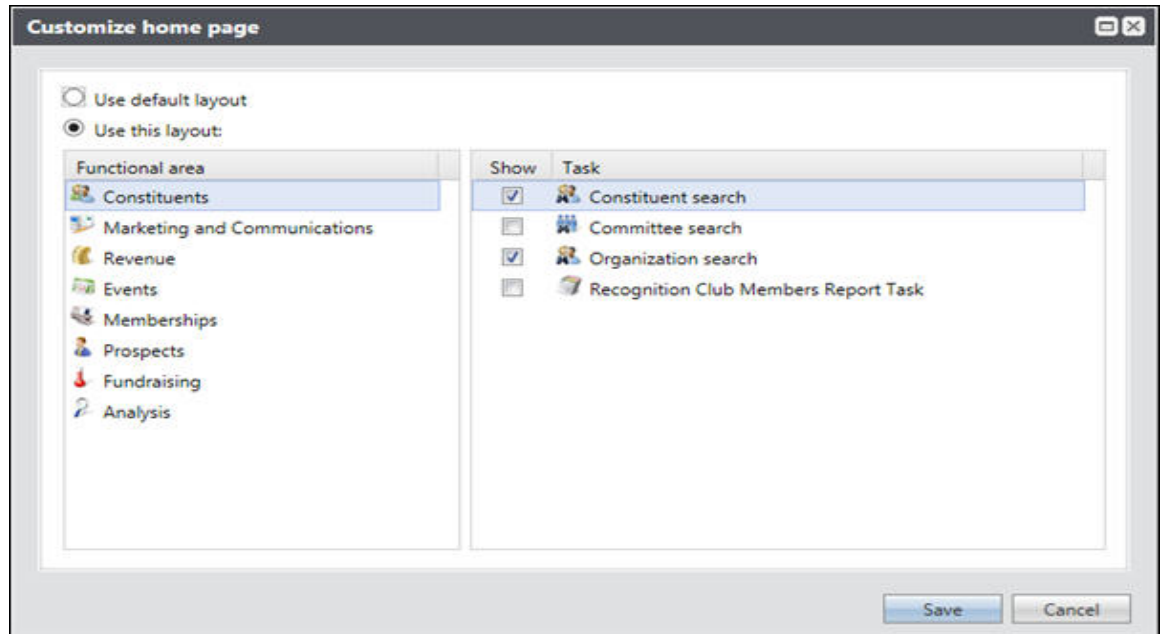 Customize home page
Use default layout
Use this layout:
Functional area
Constituents
Marketing and Communications
Revenue
Events
Memberships
Prospects
Fundraising
Analysis
Show Task
Constituent search
Committee search
Organization search
Recognition Club Members Report Task
Save Cancel